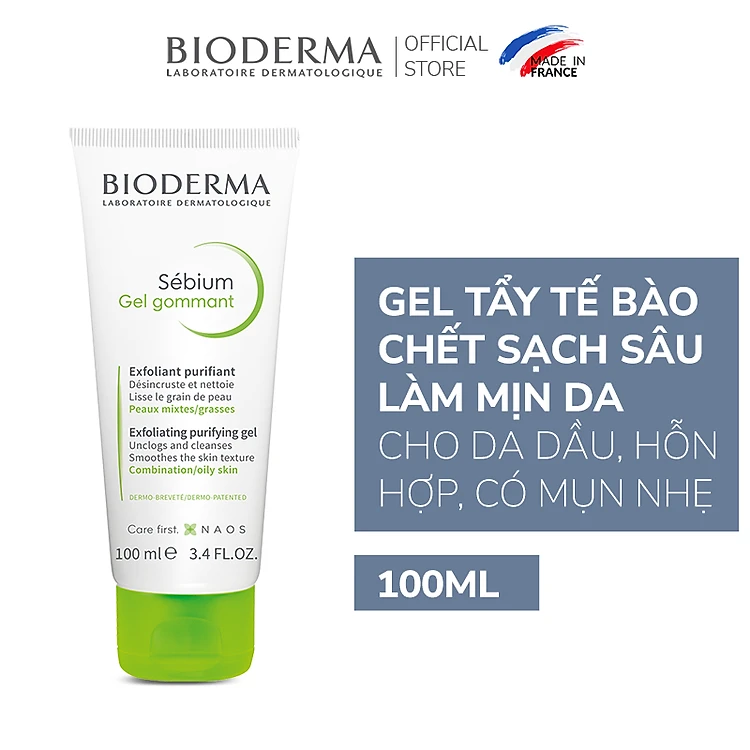 BIODERMA
LABORATOIRE DERMATOLOGIQUE
OFFICIAL
STORE
MADE IN
FRANCE
BIODERMA
LABORATOIRE DERMATOLOGIQUE
Sébium
Gel gommant
Exfoliant purifiant
Désincruste et nettoie
Lisse le grain de peau
Peaux mixtes/grasses
Exfoliating purifying gel
Unclogs and cleanses
Smoothes the skin texture
Combination/oily skin
DERMO-BREVETÉ/DERMO-PATENTED
Care first. NAOS
100 ml℮ 3.4 FL.OZ.
GEL TẨY TẾ BÀO
CHẾT SẠCH SÂU
LÀM MỊN DA
CHO DA DẦU, HỖN
HỢP, CÓ MỤN NHẸ
100ML